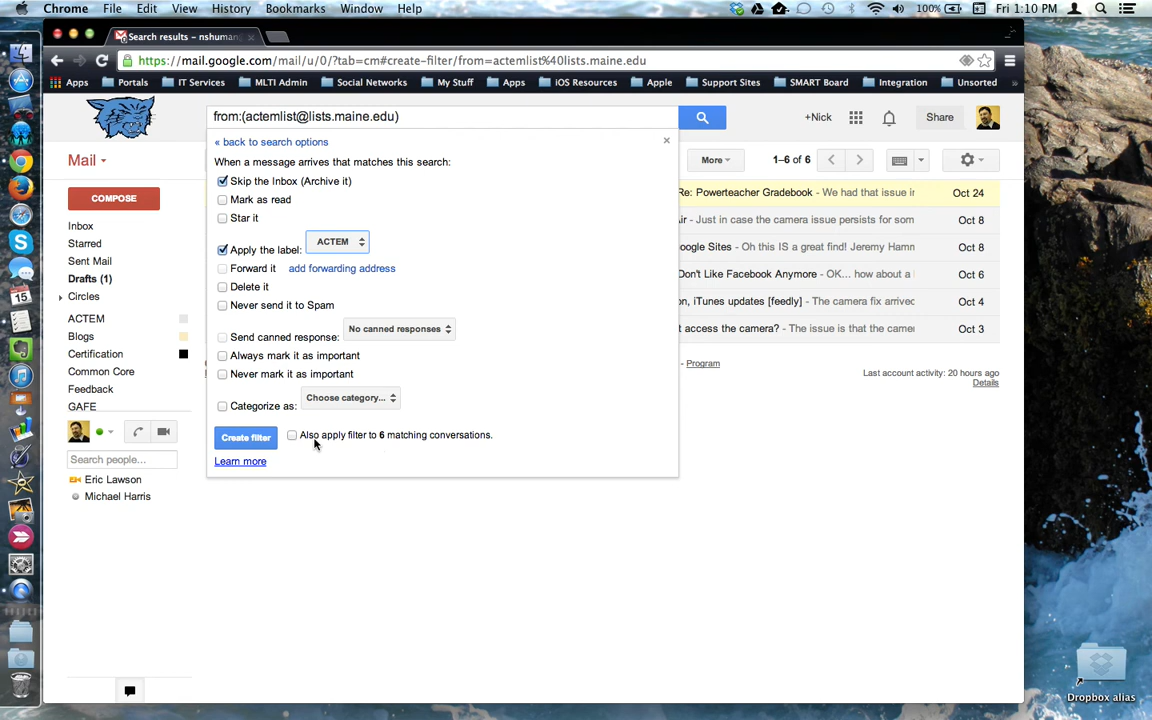 Chrome File Edit View History Bookmarks Window Help 100% Fri 1:10 PM
Search results – nshuman
https://mail.google.com/mail/u/0/?tab=cm#create-filter/from=actemlist%40lists.maine.edu
Apps Portals IT Services MLTI Admin Social Networks My Stuff Apps iOS Resources Apple Support Sites SMART Board Integration Unsorted »
from:(actemlist@lists.maine.edu)
+Nick Share
« back to search options
When a message arrives that matches this search:
Mail
More 1–6 of 6
COMPOSE
Skip the Inbox (Archive it)
Mark as read
Star it
Apply the label: ACTEM
Forward it add forwarding address
Delete it
Never send it to Spam
Send canned response: No canned responses
Always mark it as important
Never mark it as important
Categorize as: Choose category...
Create filter Also apply filter to 6 matching conversations.
Learn more
Re: Powerteacher Gradebook - We had that issue Oct 24
Air - Just in case the camera issue persists for som Oct 8
Google Sites - Oh this IS a great find! Jeremy Hamm Oct 8
Don't Like Facebook Anymore - OK... how about a Oct 6
n, iTunes updates [feedly] - The camera fix arrived Oct 4
t access the camera? - The issue is that the camer Oct 3
- Program
Last account activity: 20 hours ago
Details
Inbox
Starred
Sent Mail
Drafts (1)
Circles
ACTEM
Blogs
Certification
Common Core
Feedback
GAFE
Search people...
Eric Lawson
Michael Harris
15
Dropbox alias